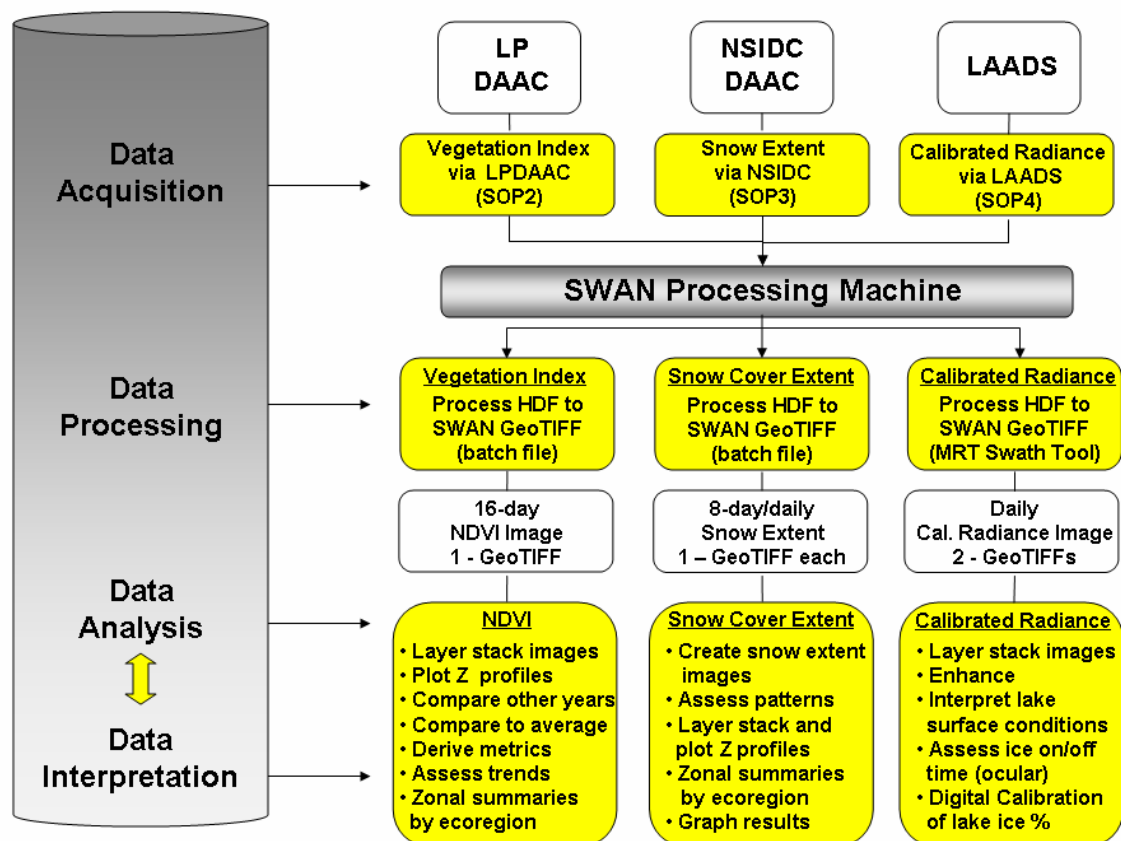 LP
DAAC
NSIDC
DAAC
LAADS
Data
Acquisition
Vegetation Index
via LPDAAC
(SOP2)
Snow Extent
via NSIDC
(SOP3)
Calibrated Radiance
via LAADS
(SOP4)
SWAN Processing Machine
Data
Processing
Vegetation Index
Process HDF to
SWAN GeoTIFF
(batch file)
Snow Cover Extent
Process HDF to
SWAN GeoTIFF
(batch file)
Calibrated Radiance
Process HDF to
SWAN GeoTIFF
(MRT Swath Tool)
16-day
NDVI Image
1 - GeoTIFF
8-day/daily
Snow Extent
1 – GeoTIFF each
Daily
Cal. Radiance Image
2 - GeoTIFFs
Data
Analysis
Data
Interpretation
NDVI
• Layer stack images
• Plot Z profiles
• Compare other years
• Compare to average
• Derive metrics
• Assess trends
• Zonal summaries
by ecoregion
Snow Cover Extent
• Create snow extent
images
• Assess patterns
• Layer stack and
plot Z profiles
• Zonal summaries
by ecoregion
• Graph results
Calibrated Radiance
• Layer stack images
• Enhance
• Interpret lake
surface conditions
• Assess ice on/off
time (ocular)
• Digital Calibration
of lake ice %